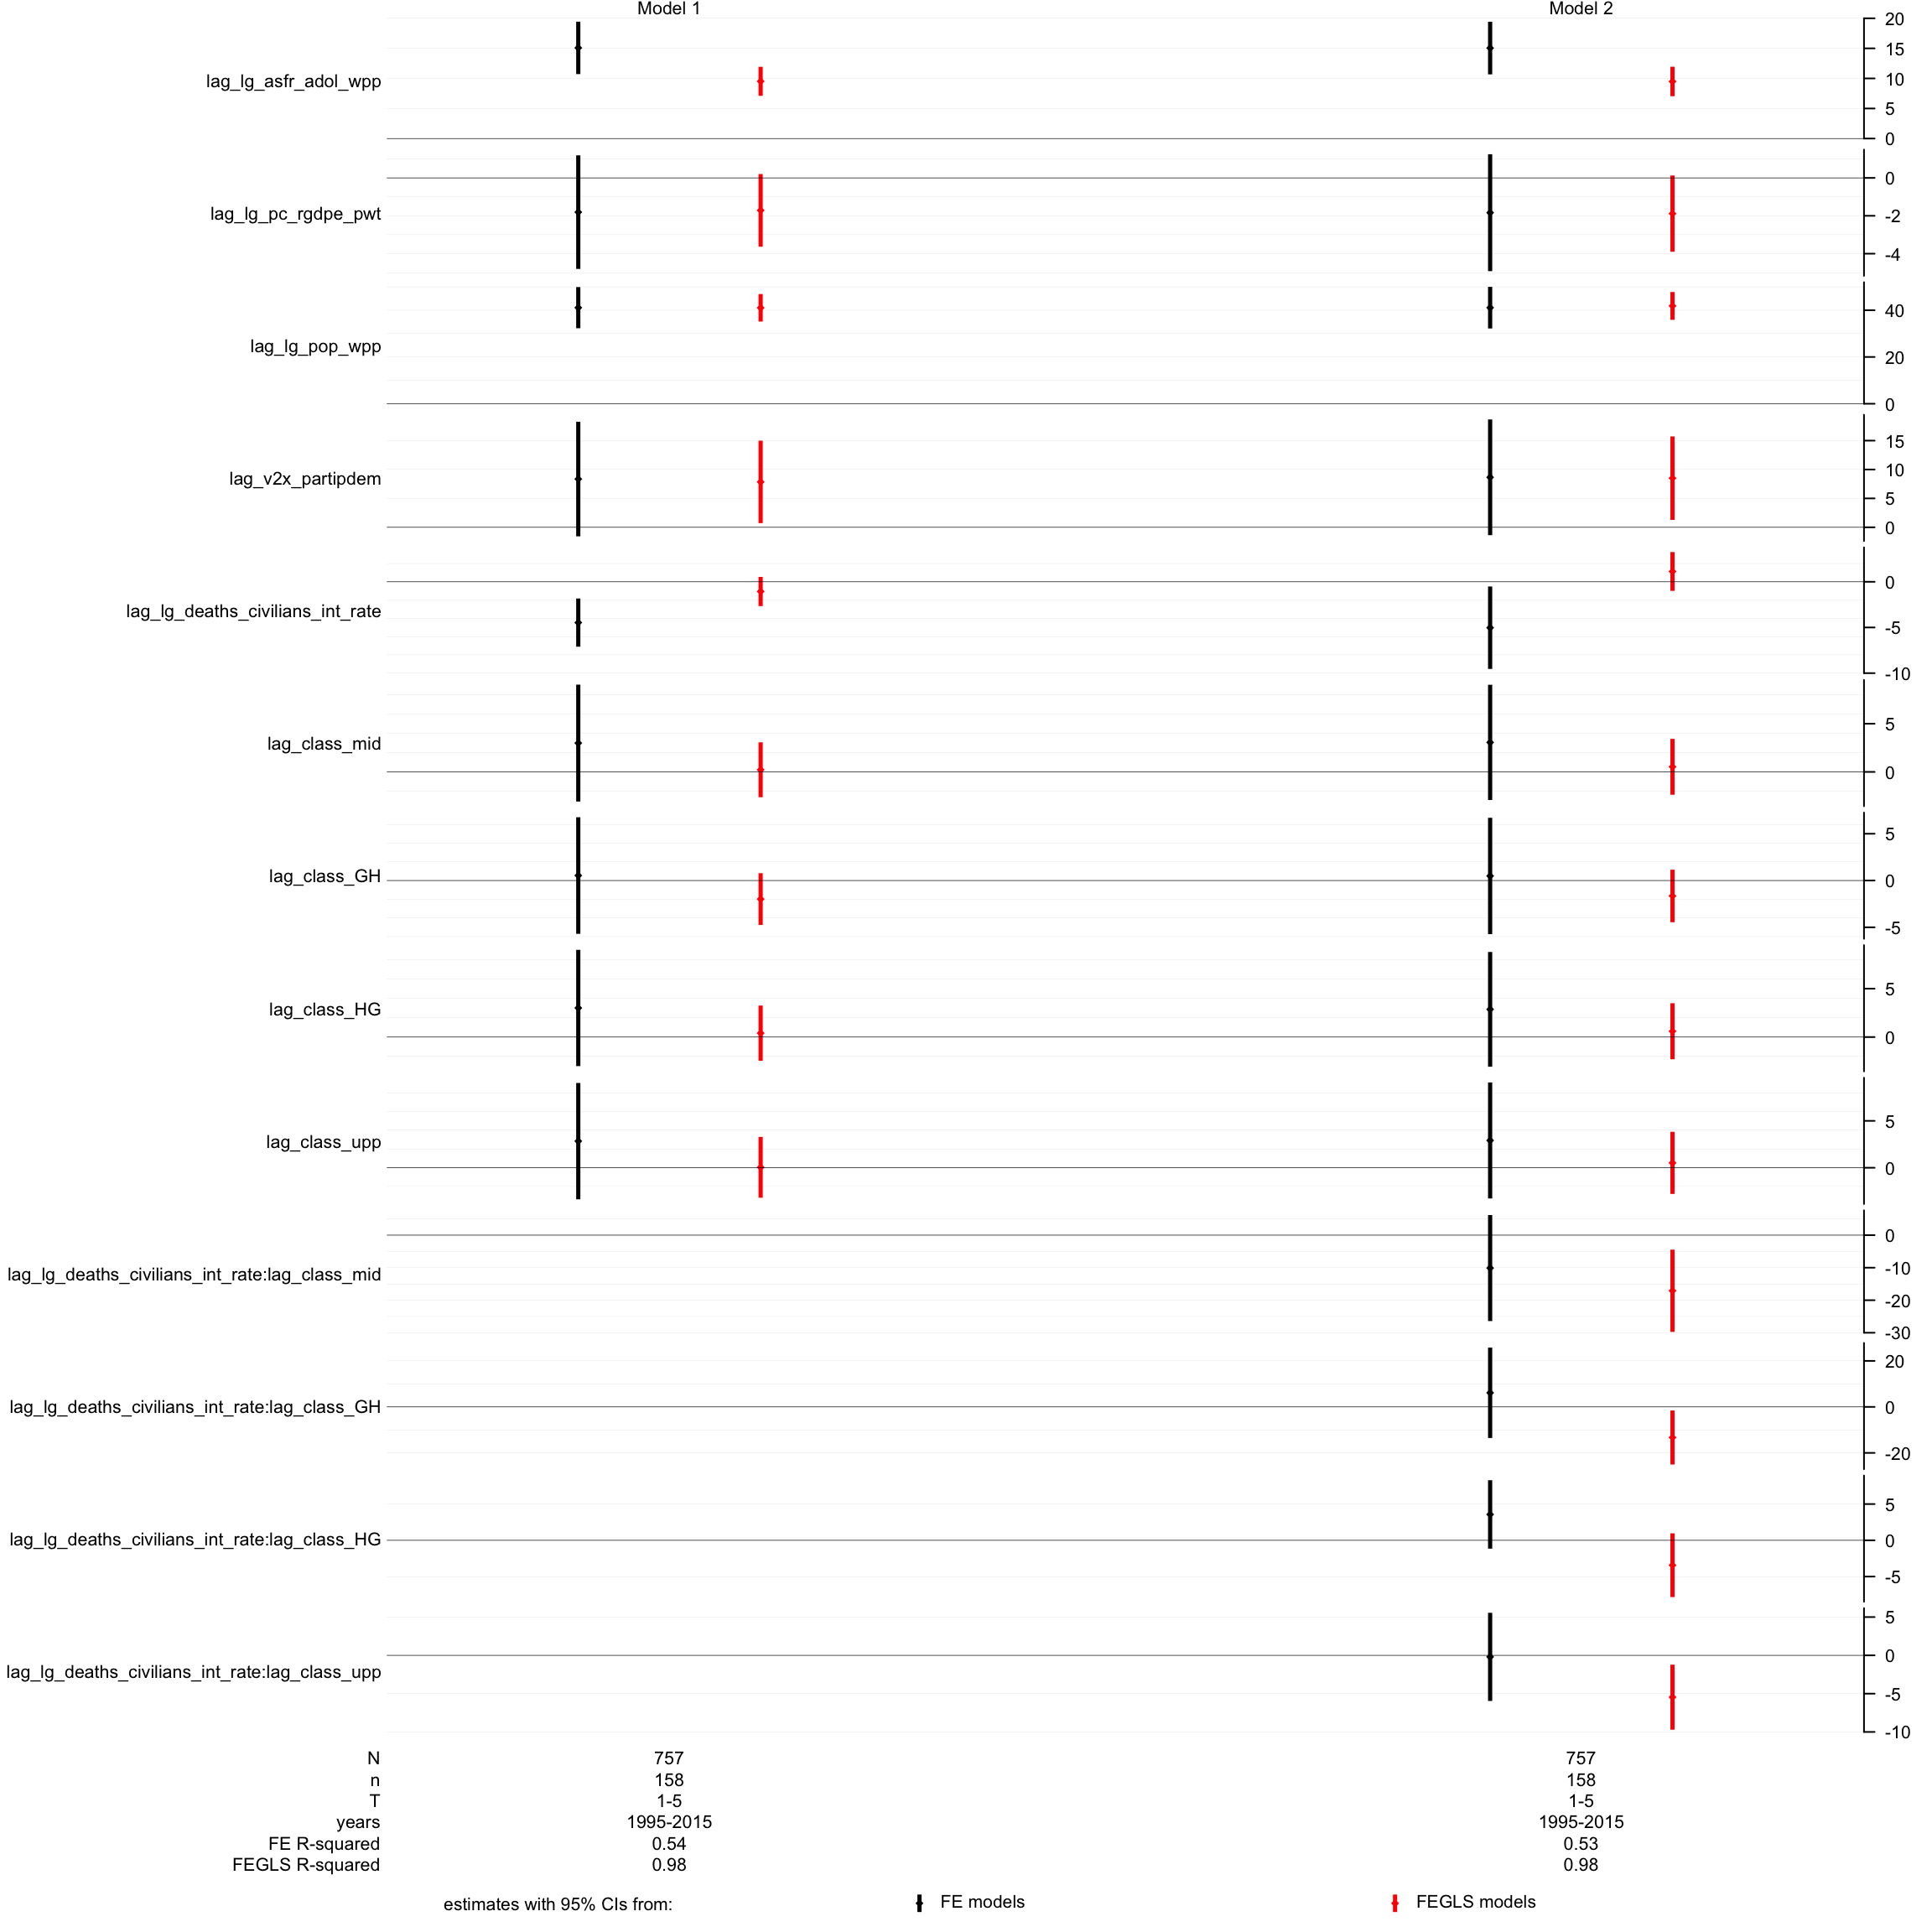 Model 1 Model 2
20
15
lag_lg_asfr_adol_wpp 10
5
0
0
lag_lg_pc_rgdpe_pwt -2
-4
40
lag_lg_pop_wpp
20
0
15
lag_v2x_partipdem 10
5
0
0
lag_lg_deaths_civilians_int_rate
-5
-10
5
lag_class_mid
0
5
lag_class_GH 0
-5
5
lag_class_HG
0
5
lag_class_upp
0
0
lag_lg_deaths_civilians_int_rate:lag_class_mid -10
-20
-30
20
lag_lg_deaths_civilians_int_rate:lag_class_GH 0
-20
5
lag_lg_deaths_civilians_int_rate:lag_class_HG 0
-5
5
0
lag_lg_deaths_civilians_int_rate:lag_class_upp
-5
-10
N 757 757
n 158 158
T 1-5 1-5
years 1995-2015 1995-2015
FE R-squared 0.54 0.53
FEGLS R-squared 0.98 0.98
estimates with 95% CIs from: FE models FEGLS models